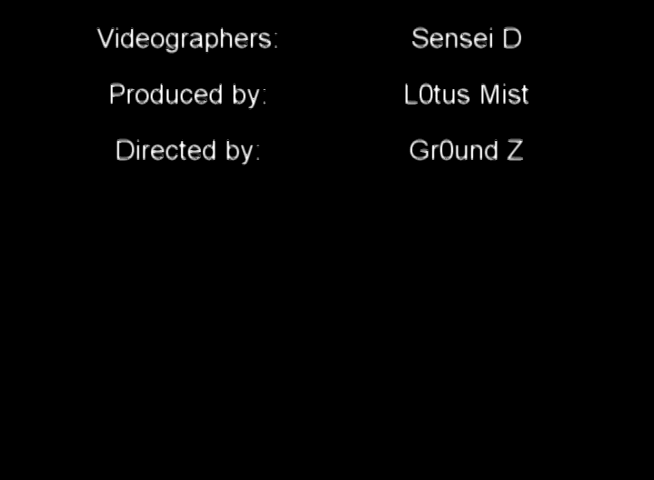 Videographers: Sensei D
Produced by: L0tus Mist
Directed by: Gr0und Z